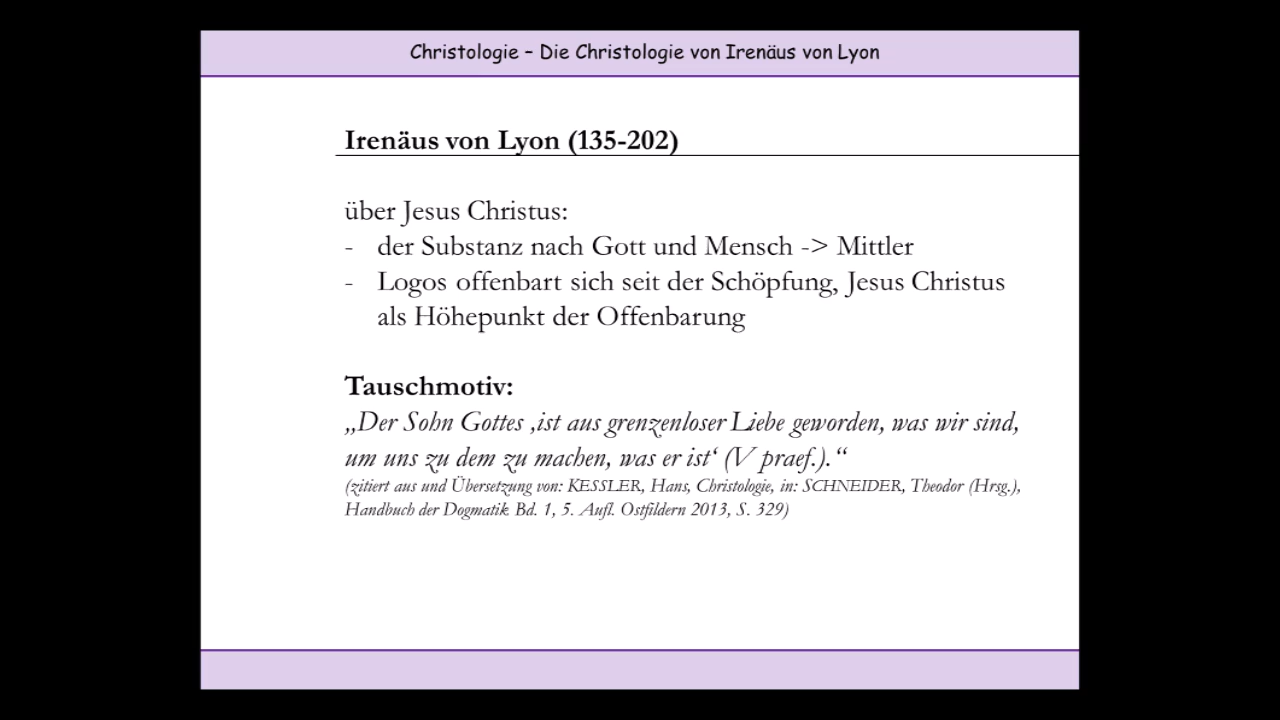 Christologie – Die Christologie von Irenäus von Lyon
Irenäus von Lyon (135-202)
über Jesus Christus:
- der Substanz nach Gott und Mensch -> Mittler
- Logos offenbart sich seit der Schöpfung, Jesus Christus
als Höhepunkt der Offenbarung
Tauschmotiv:
„Der Sohn Gottes ‚ist aus grenzenloser Liebe geworden, was wir sind,
um uns zu dem zu machen, was er ist‘ (V praef.).“
(zitiert aus und Übersetzung von: KESSLER, Hans, Christologie, in: SCHNEIDER, Theodor (Hrsg.),
Handbuch der Dogmatik Bd. 1, 5. Aufl. Ostfildern 2013, S. 329)